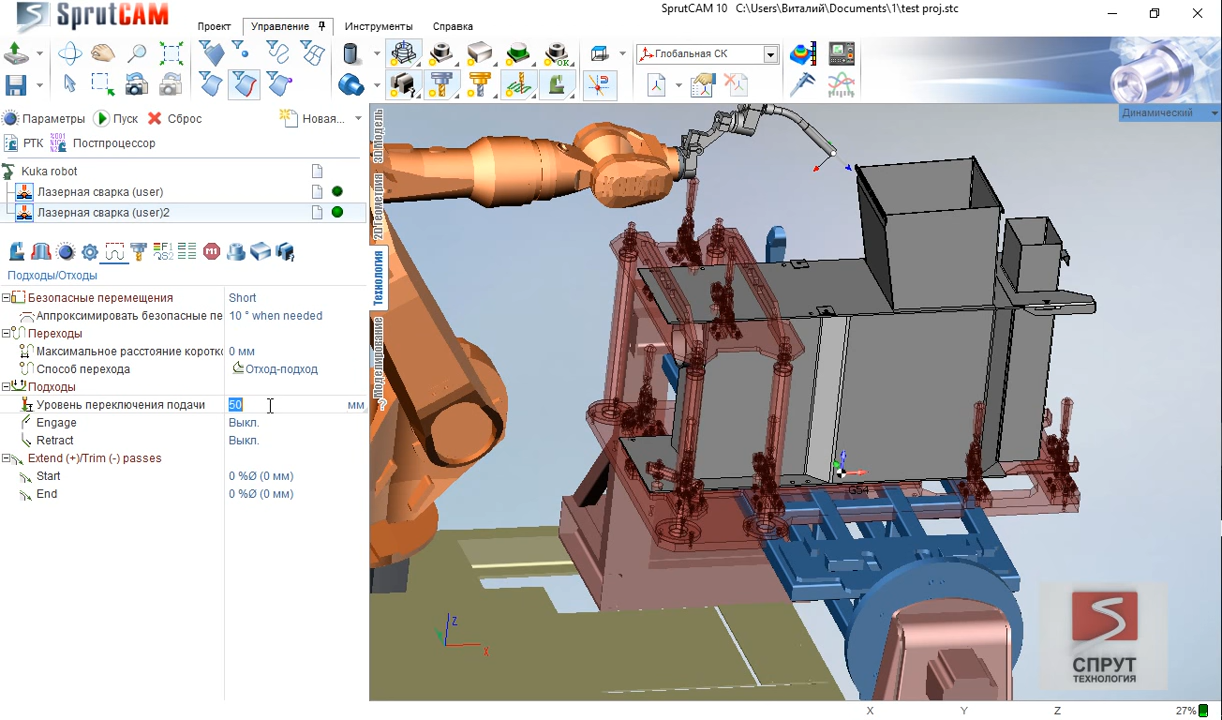 SprutCAM
SprutCAM 10 C:\Users\Виталий\Documents\1\test proj.stc
Проект
Управление
Инструменты
Справка
Глобальная СК
OK
Параметры
Пуск
Сброс
Новая...
РТК
Постпроцессор
Динамический
Kuka robot
Лазерная сварка (user)
Лазерная сварка (user)2
3D Модель
2D Геометрия
Технология
Моделирование
Подходы/Отходы
Безопасные перемещения Short
Аппроксимировать безопасные пе 10 ° when needed
Переходы
Максимальное расстояние коротко 0 мм
Способ перехода Отход-подход
Подходы
Уровень переключения подачи 50 мм
Engage Выкл.
Retract Выкл.
Extend (+)/Trim (-) passes
Start 0 %Ø (0 мм)
End 0 %Ø (0 мм)
G54
Z
X
СПРУТ
ТЕХНОЛОГИЯ
X Y Z 27%